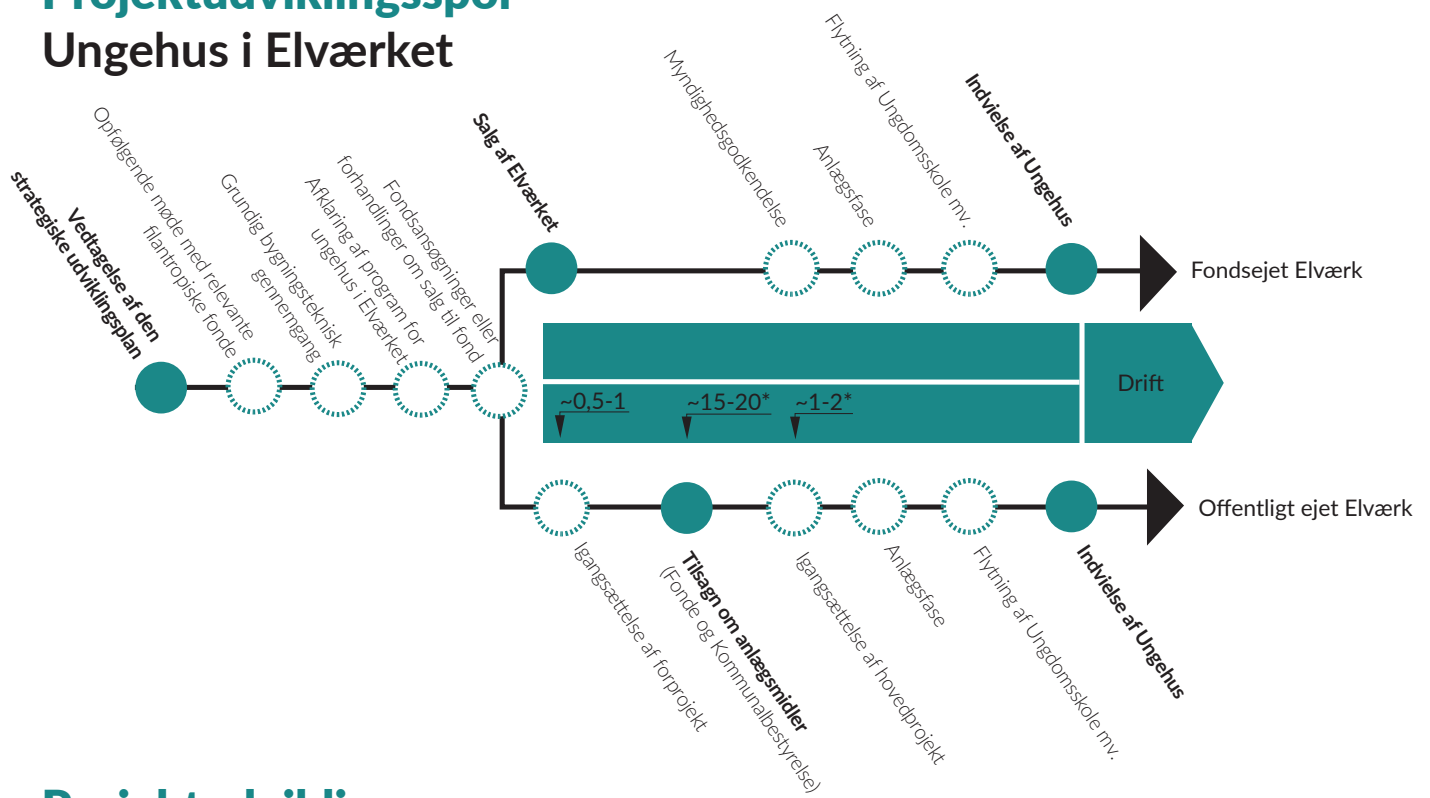 Projektudviklingsspor
Ungehus i Elværket
Vedtagelse af den
strategiske udviklingsplan
Opfølgende møde med relevante
filantropiske fonde
Grundig bygningsteknisk
gennemgang
Afklaring af program for
ungehus i Elværket
Fondsansøgninger eller
forhandlinger om salg til fond
Salg af Elværket
Myndighedsgodkendelse
Anlægsfase
Flytning af Ungdomsskole mv.
Indvielse af Ungehus
Fondsejet Elværk
~0,5-1
~15-20*
~1-2*
Drift
Offentligt ejet Elværk
Igangsættelse af forprojekt
Tilsagn om anlægsmidler
(Fonde og Kommunalbestyrelse)
Igangsættelse af hovedprojekt
Anlægsfase
Flytning af Ungdomsskole mv.
Indvielse af Ungehus